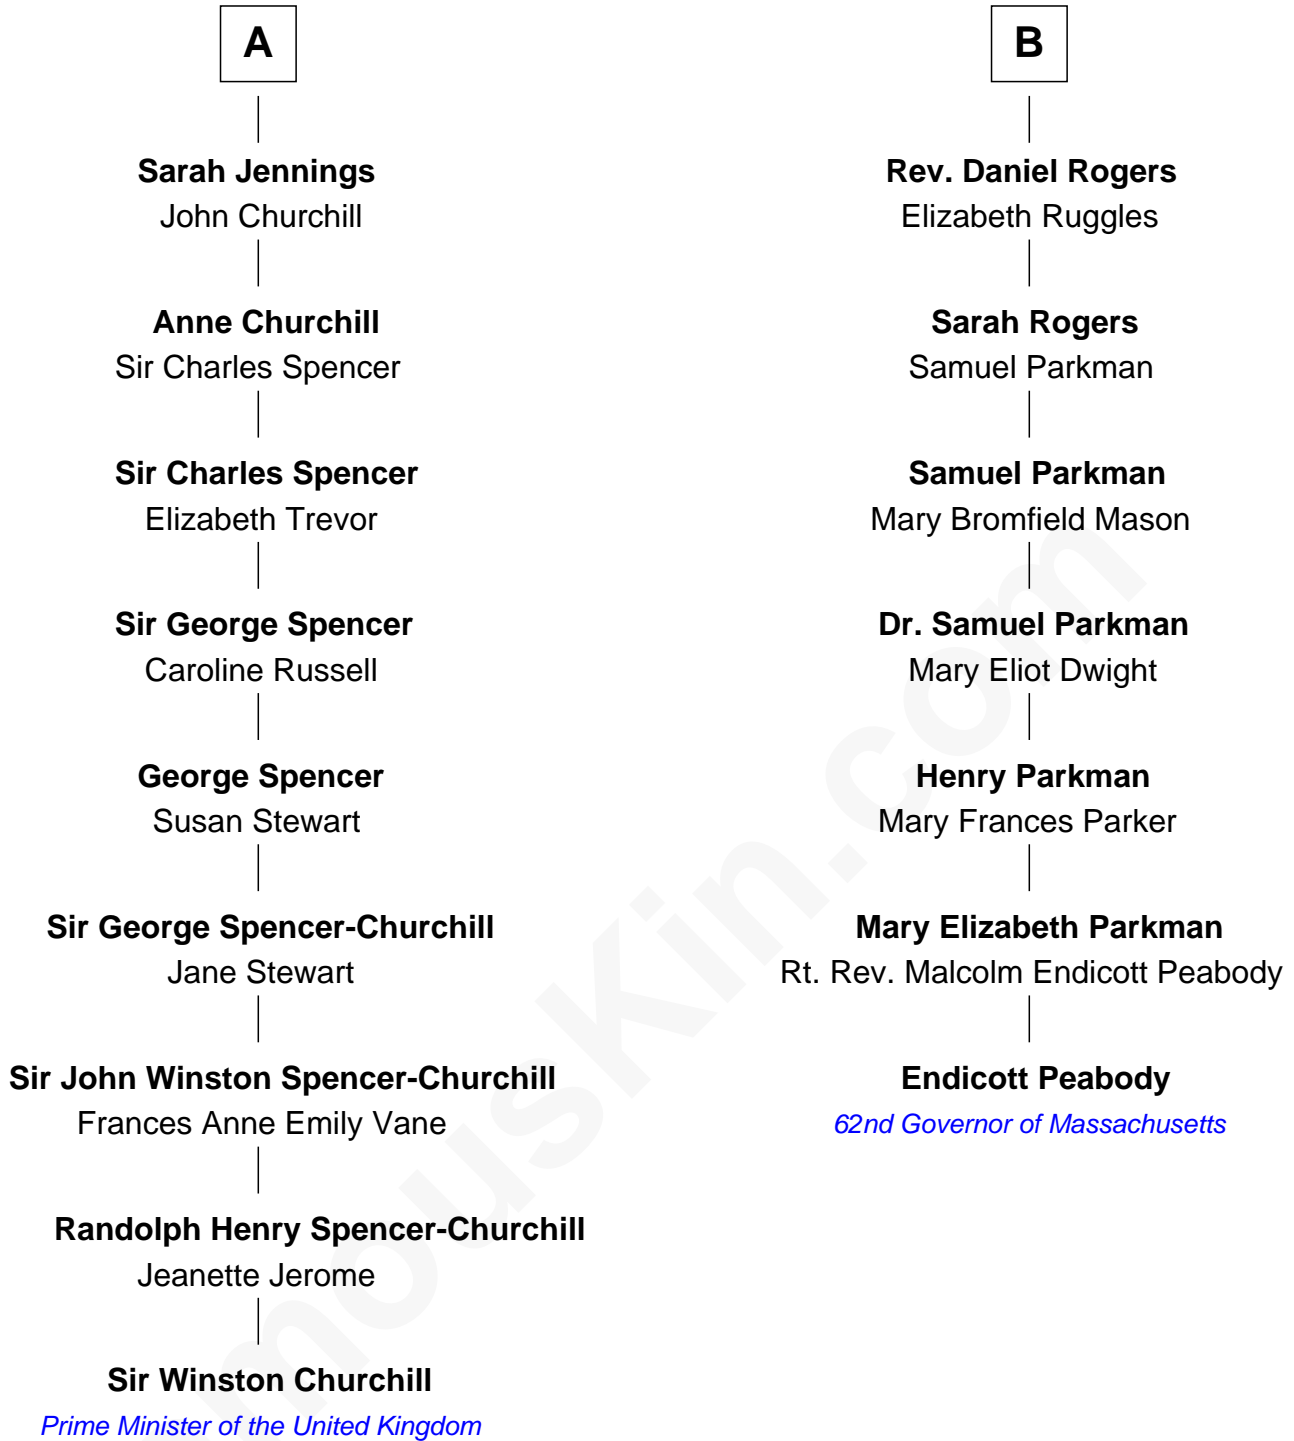 A
Sarah Jennings
John Churchill
Anne Churchill
Sir Charles Spencer
Sir Charles Spencer
Elizabeth Trevor
Sir George Spencer
Caroline Russell
George Spencer
Susan Stewart
Sir George Spencer-Churchill
Jane Stewart
Sir John Winston Spencer-Churchill
Frances Anne Emily Vane
Randolph Henry Spencer-Churchill
Jeanette Jerome
Sir Winston Churchill
Prime Minister of the United Kingdom
B
Rev. Daniel Rogers
Elizabeth Ruggles
Sarah Rogers
Samuel Parkman
Samuel Parkman
Mary Bromfield Mason
Dr. Samuel Parkman
Mary Eliot Dwight
Henry Parkman
Mary Frances Parker
Mary Elizabeth Parkman
Rt. Rev. Malcolm Endicott Peabody
Endicott Peabody
62nd Governor of Massachusetts
mousKin.com